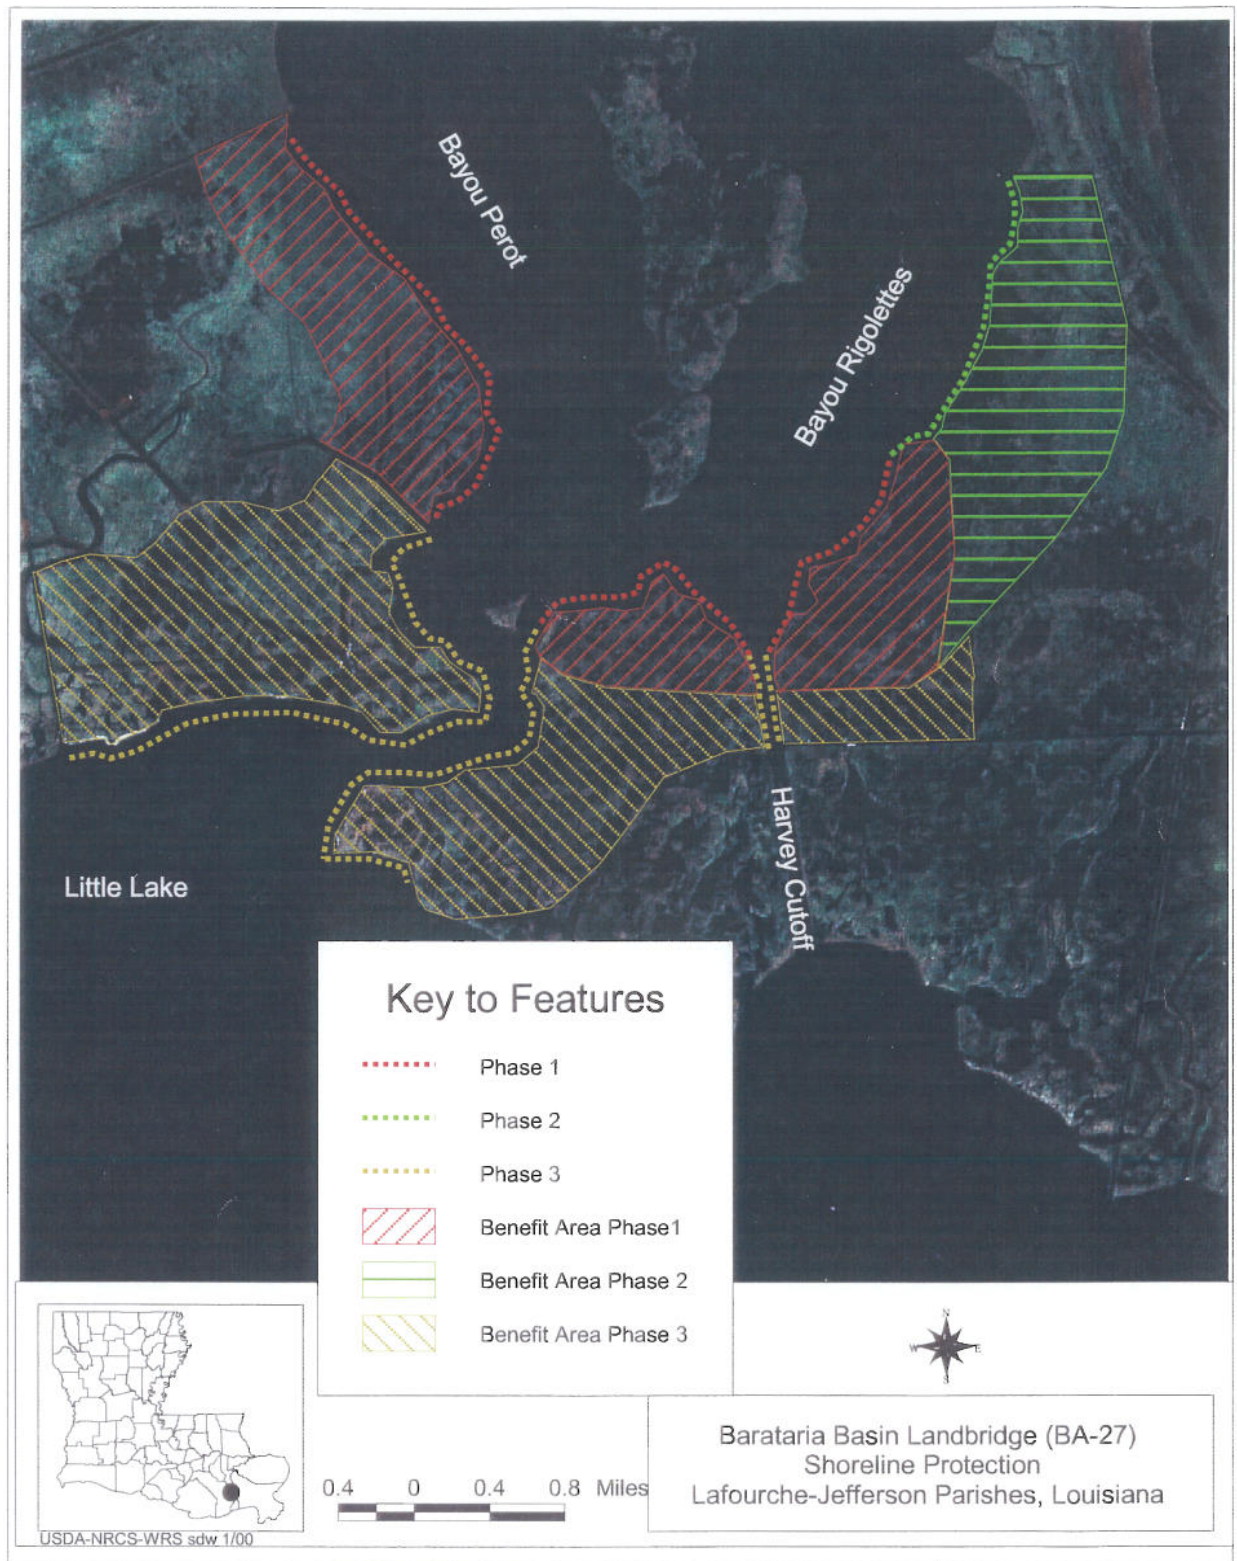 Bayou Perot
Bayou Rigolettes
Harvey Cutoff
Little Lake
Key to Features
Phase 1
Phase 2
Phase 3
Benefit Area Phase1
Benefit Area Phase 2
Benefit Area Phase 3
N
W E
S
0.4 0 0.4 0.8 Miles
Barataria Basin Landbridge (BA-27)
Shoreline Protection
Lafourche-Jefferson Parishes, Louisiana
USDA-NRCS-WRS sdw 1/00